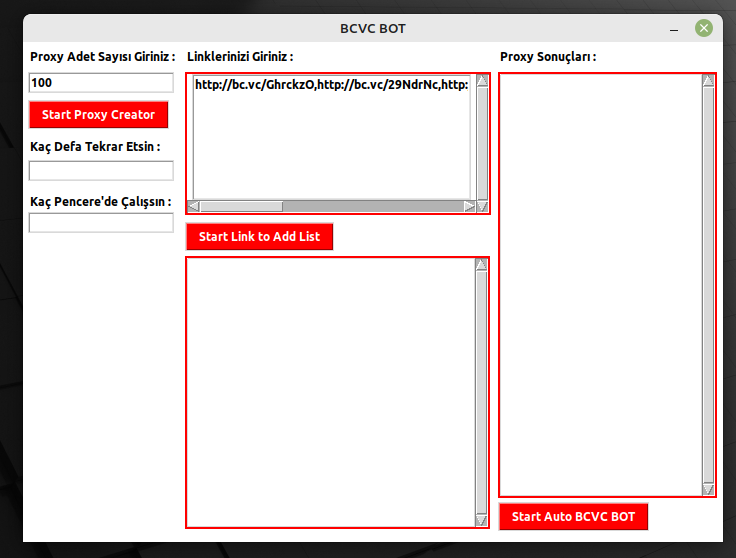 BCVC BOT
Proxy Adet Sayısı Giriniz :
100
Start Proxy Creator
Kaç Defa Tekrar Etsin :
Kaç Pencere'de Çalışsın :
Linklerinizi Giriniz :
http://bc.vc/GhrckzO,http://bc.vc/29NdrNc,http:
Start Link to Add List
Proxy Sonuçları :
Start Auto BCVC BOT